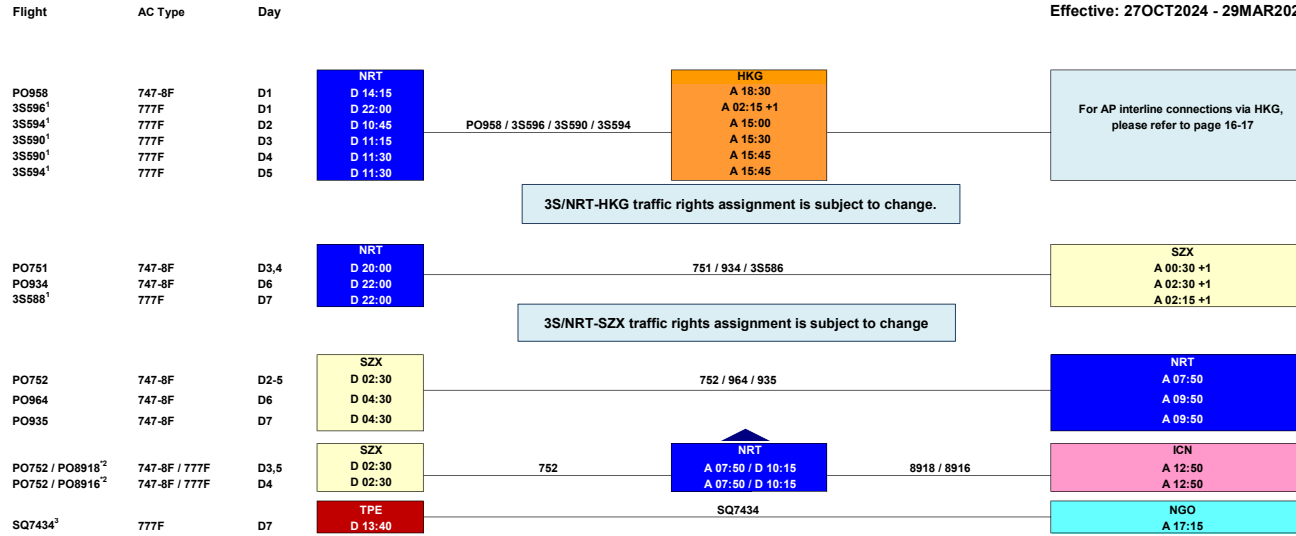 Flight AC Type Day Effective: 27OCT2024 - 29MAR202
NRT HKG
PO958 747-8F D1 D 14:15 A 18:30
3S596¹ 777F D1 D 22:00 A 02:15 +1
3S594¹ 777F D2 D 10:45 A 15:00
3S590¹ 777F D3 D 11:15 A 15:30
3S590¹ 777F D4 D 11:30 A 15:45
3S594¹ 777F D5 D 11:30 A 15:45
PO958 / 3S596 / 3S590 / 3S594
For AP interline connections via HKG,
please refer to page 16-17
3S/NRT-HKG traffic rights assignment is subject to change.
NRT SZX
PO751 747-8F D3,4 D 20:00 751 / 934 / 3S586 A 00:30 +1
PO934 747-8F D6 D 22:00 A 02:30 +1
3S588¹ 777F D7 D 22:00 A 02:15 +1
3S/NRT-SZX traffic rights assignment is subject to change
SZX NRT
PO752 747-8F D2-5 D 02:30 752 / 964 / 935 A 07:50
PO964 747-8F D6 D 04:30 A 09:50
PO935 747-8F D7 D 04:30 A 09:50
SZX NRT ICN
PO752 / PO8918*² 747-8F / 777F D3,5 D 02:30 752 A 07:50 / D 10:15 8918 / 8916 A 12:50
PO752 / PO8916*² 747-8F / 777F D4 D 02:30 A 07:50 / D 10:15 A 12:50
TPE SQ7434 NGO
SQ7434³ 777F D7 D 13:40 A 17:15